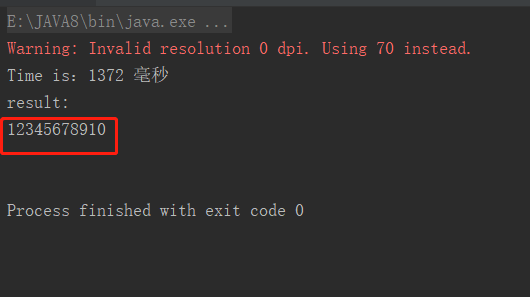 E:\JAVA8\bin\java.exe ...
Warning: Invalid resolution 0 dpi. Using 70 instead.
Time is：1372 毫秒
result:
12345678910
Process finished with exit code 0